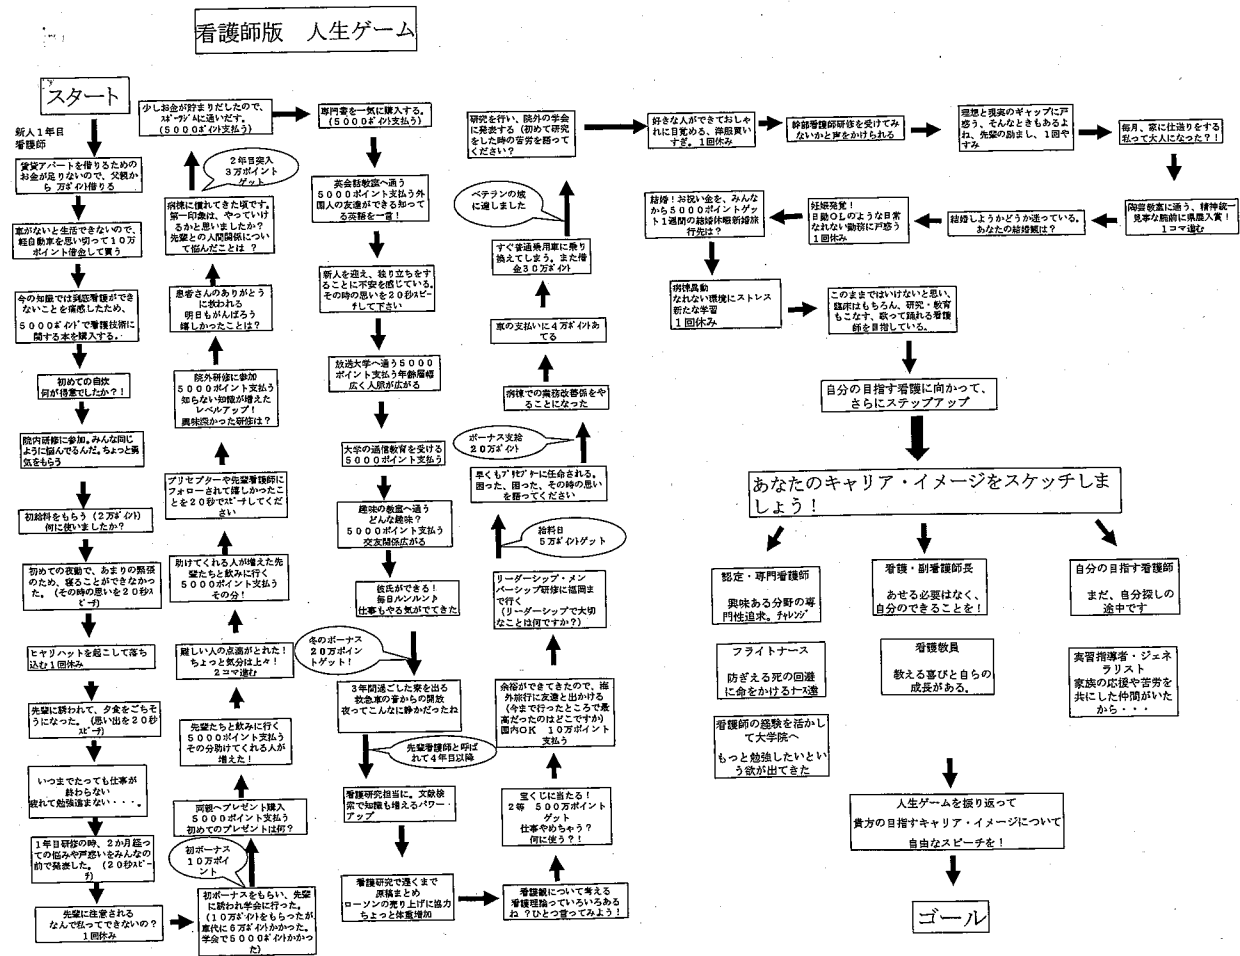 看護師版　人生ゲーム
スタート
新人１年目
看護師
賃貸アパートを借りるための
お金が足りないので、父親から
万ﾎﾟｲﾝﾄ借りる
車がないと生活できないので、
軽自動車を思い切って１０万
ポイント借金して買う
今の知識では到底看護ができ
ないことを痛感したため、
５０００ﾎﾟｲﾝﾄﾞで看護技術に
関する本を購入する。
初めての自炊
何が得意でしたか？！
院内研修に参加。みんな同じ
ように悩んでるんだ。ちょっと勇
気をもらう
初給料をもらう（２万ﾎﾟｲﾝﾄ）
何に使いましたか？
初めての夜勤で、あまりの緊張
のため、寝ることができなかっ
た。（その時の思いを２０秒ｽ
ﾋﾟｰﾁ）
ヒヤリハットを起こして落ち
込む１回休み
先輩に誘われて、夕食をごちそ
うになった。（思い出を２０秒
ｽﾋﾟｰﾁ）
いつまでたっても仕事が
終わらない
疲れて勉強進まない・・・。
１年目研修の時、２か月経っ
ての悩みや戸惑いをみんなの
前で発表した。（２０秒ｽﾋﾟｰ
ﾁ）
先輩に注意される
なんで私ってできないの？
１回休み
初ボーナスをもらい、先輩
に誘われ学会に行った。
（１０万ﾎﾟｲﾝﾄをもらったが
車代に６万ﾎﾟｲﾝﾄかかった。
学会で５０００ﾎﾟｲﾝﾄかかっ
た）
初ボーナス
１０万ポイ
ント
両親へプレゼント購入
５０００ポイント支払う
初めてのプレゼントは何？
先輩たちと飲みに行く
５０００ポイント支払う
その分助けてくれる人が
増えた！
難しい人の点滴がとれた！
ちょっと気分は上々！
２コマ進む
助けてくれる人が増えた先
輩たちと飲みに行く
５０００ポイント支払う
その分！
プリセプターや先輩看護師に
フォローされて嬉しかったこ
とを２０秒でｽﾋﾟｰﾁしてくだ
さい
院外研修に参加
５０００ポイント支払う
知らない知識が増えた
レベルアップ！
興味深かった研修は？
患者さんのありがとう
に救われる
明日もがんばろう
嬉しかったことは？
病棟に慣れてきた頃です。
第一印象は、やっていけ
るかと思いましたか？
先輩との人間関係につい
て悩んだことは ？
２年目突入
３万ポイント
ゲット
少しお金が貯まりだしたので、
ｽﾎﾟｰﾂｼﾞﾑに通いだす。
（５０００ﾎﾟｲﾝﾄ支払う）
専門書を一気に購入する。
（５０００ﾎﾟｲﾝﾄ支払う）
英会話教室へ通う
５０００ポイント支払う外
国人の友達ができる知っ
てる英語を一言！
新人を迎え、独り立ちをす
ることに不安を感じている。
その時の思いを２０秒ｽﾋﾟｰ
ﾁして下さい
放送大学へ通う５０００
ポイント支払う年齢層幅
広く人脈が広がる
大学の通信教育を受ける
５０００ポイント支払う
趣味の教室へ通う
どんな趣味？
５０００ポイント支払う
交友関係広がる
彼氏ができる！
毎日ルンルン♪
仕事もやる気がでてきた
冬のボーナス
２０万ポイン
トゲット！
３年間過ごした寮を出る
救急車の音からの開放
夜ってこんなに静かだったね
先輩看護師と呼ば
れて４年目以降
看護研究担当に。文献検
索で知識も増えるパワー・
アップ
看護研究で遅くまで
原稿まとめ
ローソンの売り上げに協力
ちょっと体重増加
看護観について考える
看護理論っていろいろある
ね？ひとつ言ってみよう！
宝くじに当たる！
２等　５００万ポイント
ゲット
仕事やめちゃう？
何に使う？！
余裕ができてきたので、海
外旅行に友達と出かける
（今まで行ったところで最
高だったのはどこですか）
国内ＯＫ　１０万ポイント
支払う
リーダーシップ・メン
バーシップ研修に福岡ま
で行く
（リーダーシップで大切
なことは何ですか？）
給料日
５万ポイントゲット
早くもﾌﾟﾘｾﾌﾟﾀｰに任命される。
困った、困った、その時の思い
を語ってください
ボーナス支給
２０万ポイント
病棟での業務改善係をや
ることになった
車の支払いに４万ﾎﾟｲﾝﾄあ
てる
すぐ普通乗用車に乗り
換えてしまう。また借
金３０万ﾎﾟｲﾝﾄ
ベテランの域
に達しました
研究を行い、院外の学会
に発表する（初めて研究
をした時の苦労を語って
ください？
好きな人ができておしゃ
れに目覚める、洋服買い
すぎ。１回休み
幹部看護師研修を受けてみ
ないかと声をかけられる
理想と現実のギャップに戸
惑う、そんなときもあるよ
ね、先輩の励まし、１回や
すみ
毎月、家に仕送りをする
私って大人になった？！
陶芸教室に通う、精神統一
見事な腕前に県展入賞！
１コマ進む
結婚しようかどうか迷っている。
あなたの結婚観は？
妊娠発覚！
日勤ＯＬのような日常
なれない勤務に戸惑う
１回休み
結婚！お祝い金を、みんな
から５０００ポイントゲッ
ト１週間の結婚休暇新婚旅
行先は？
病棟異動
なれない環境にストレス
新たな学習
１回休み
このままではいけないと思い、
臨床はもちろん、研究・教育
もこなす、歌って踊れる看護
師を目指している。
自分の目指す看護に向かって、
さらにステップアップ
あなたのキャリア・イメージをスケッチしま
しょう！
認定・専門看護師
興味ある分野の専
門性追求。ﾁｬﾚﾝｼﾞ
看護・副看護師長
あせる必要はなく、
自分のできることを！
自分の目指す看護師
まだ、自分探しの
途中です
フライトナース
防ぎえる死の回避
に命をかけるﾅｰｽ達
看護教員
教える喜びと自らの
成長がある。
実習指導者・ジェネ
ラリスト
家族の応援や苦労を
共にした仲間がいた
から・・・
看護師の経験を活かし
て大学院へ
もっと勉強したいとい
う欲が出てきた
人生ゲームを振り返って
貴方の目指すキャリア・イメージについて
自由なスピーチを！
ゴール